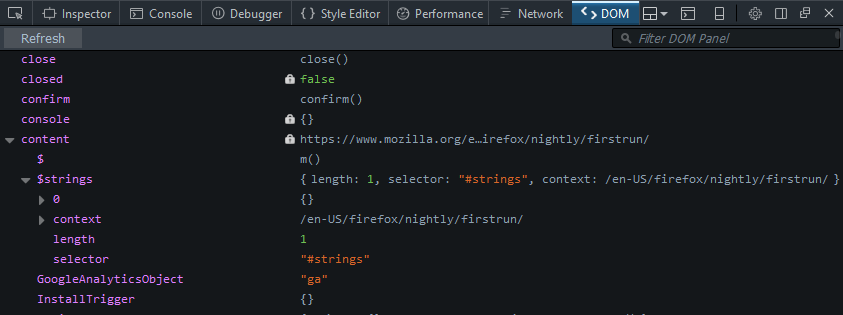 Inspector Console Debugger { } Style Editor Performance Network DOM
Refresh Filter DOM Panel
close close()
closed false
confirm confirm()
console {}
content https://www.mozilla.org/e…irefox/nightly/firstrun/
$ m()
$strings { length: 1, selector: "#strings", context: /en-US/firefox/nightly/firstrun/ }
0 {}
context /en-US/firefox/nightly/firstrun/
length 1
selector "#strings"
GoogleAnalyticsObject "ga"
InstallTrigger {}